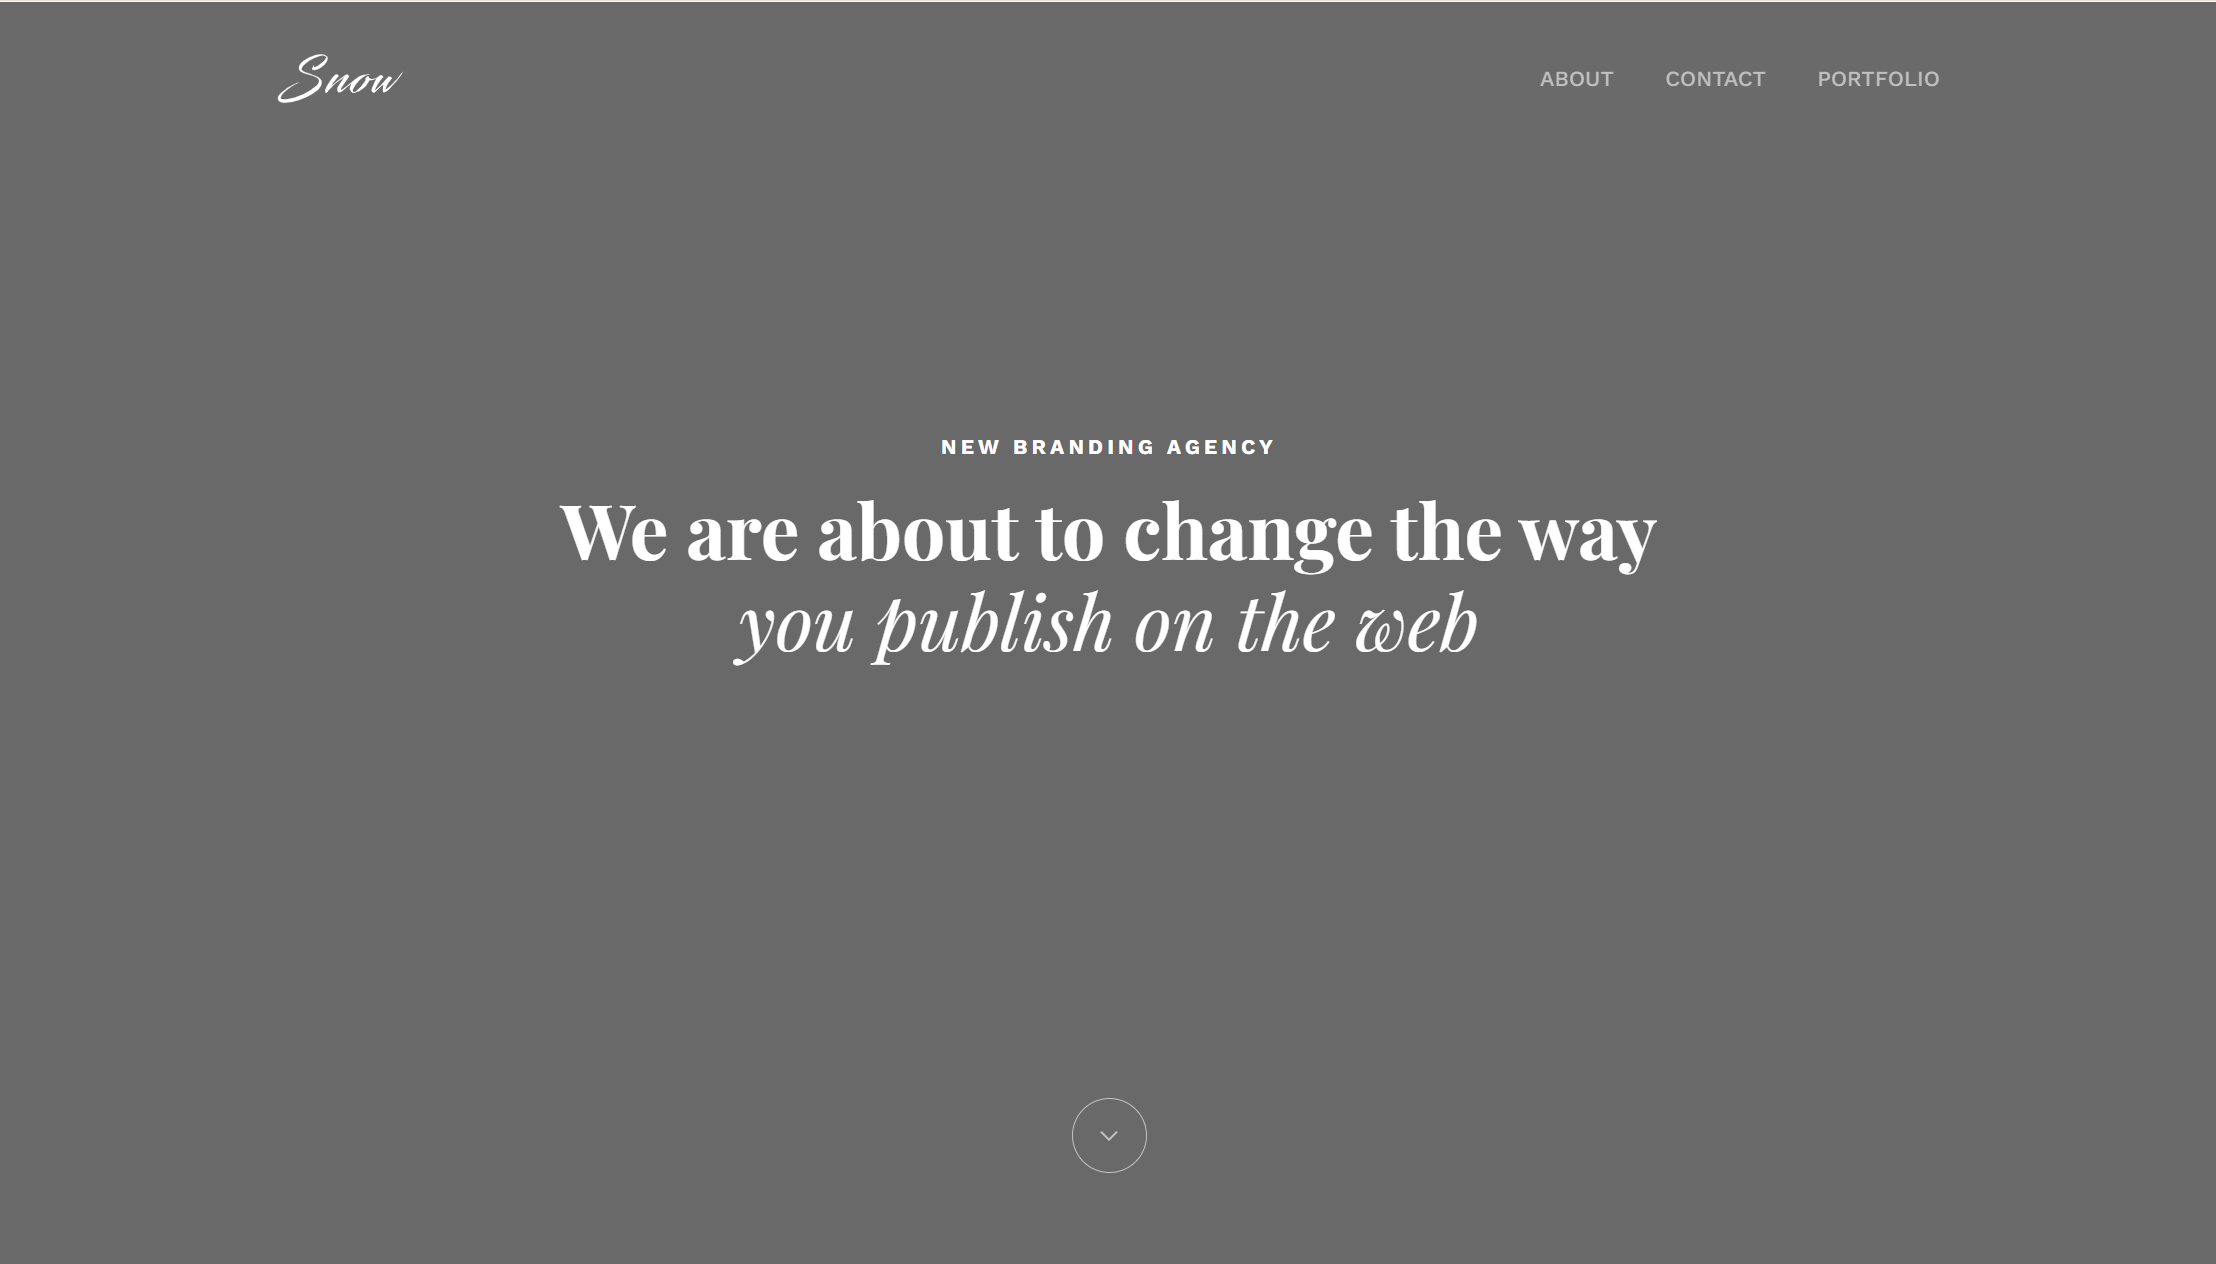 Snow
ABOUT CONTACT PORTFOLIO
NEW BRANDING AGENCY
We are about to change the way
you publish on the web